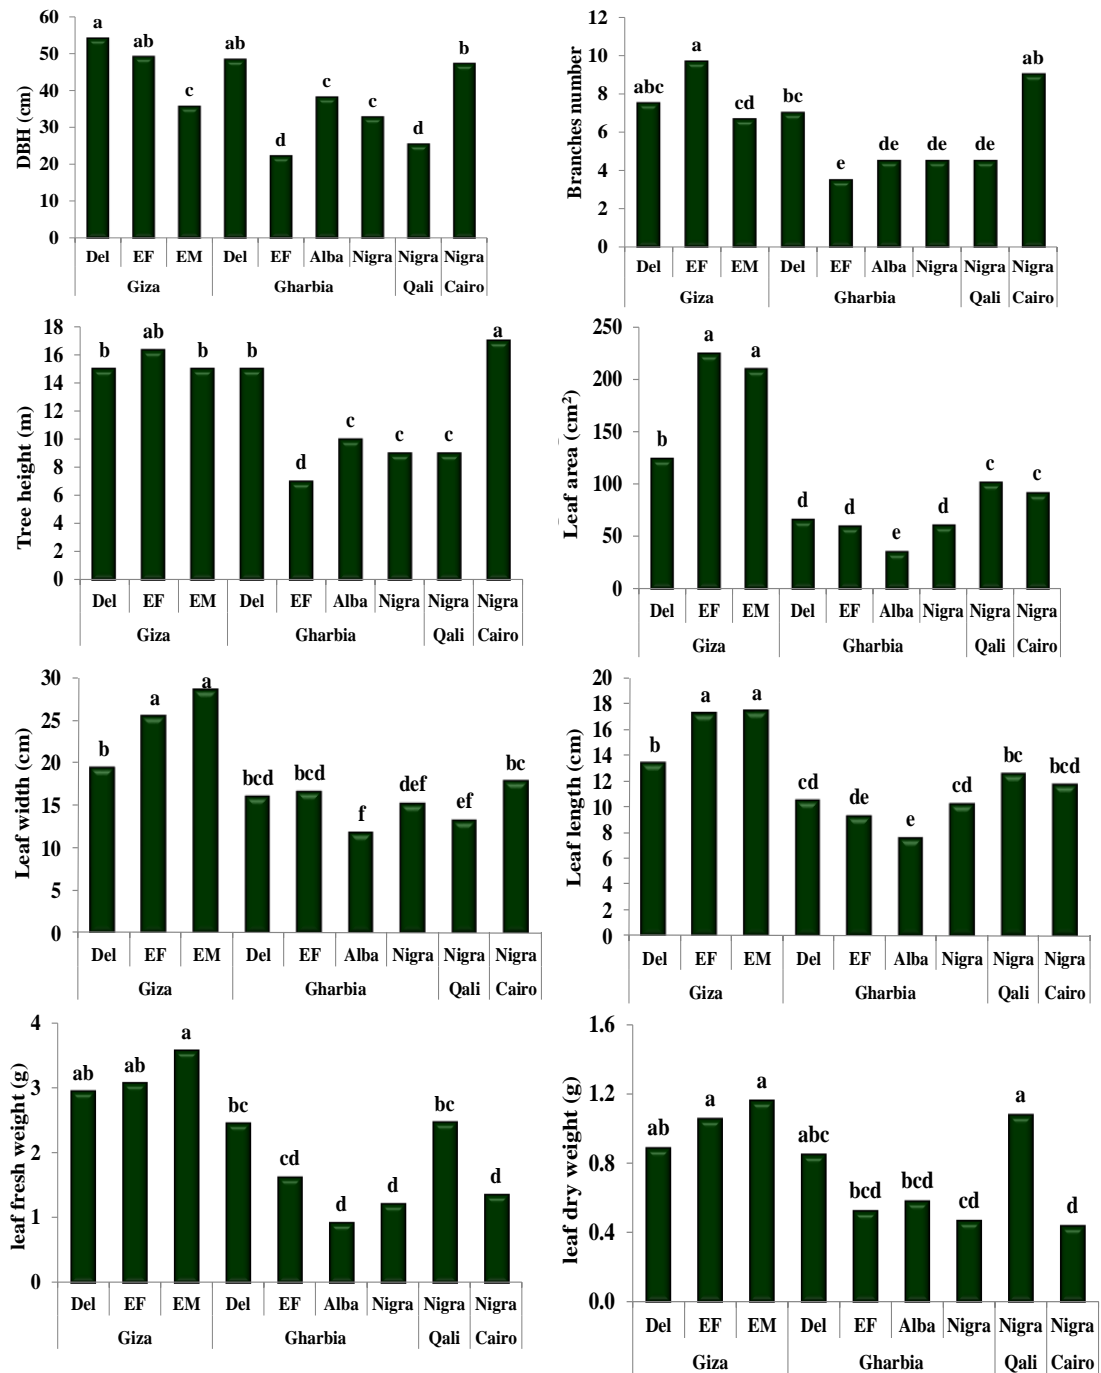 DBH (cm)
60
50
40
30
20
10
0
a
ab
c
ab
d
c
c
d
b
Del EF EM Del EF Alba Nigra Nigra Nigra
Giza Gharbia Qali Cairo
Branches number
12
10
8
6
4
2
0
abc
a
cd
bc
e
de
de
de
ab
Del EF EM Del EF Alba Nigra Nigra Nigra
Giza Gharbia Qali Cairo
Tree height (m)
18
16
14
12
10
8
6
4
2
0
b
ab
b
b
d
c
c
c
a
Del EF EM Del EF Alba Nigra Nigra Nigra
Giza Gharbia Qali Cairo
Leaf area (cm²)
250
200
150
100
50
0
b
a
a
d
d
e
d
c
c
Del EF EM Del EF Alba Nigra Nigra Nigra
Giza Gharbia Qali Cairo
Leaf width (cm)
30
25
20
15
10
5
0
b
a
a
bcd
bcd
f
def
ef
bc
Del EF EM Del EF Alba Nigra Nigra Nigra
Giza Gharbia Qali Cairo
Leaf length (cm)
20
18
16
14
12
10
8
6
4
2
0
b
a
a
cd
de
e
cd
bc
bcd
Del EF EM Del EF Alba Nigra Nigra Nigra
Giza Gharbia Qali Cairo
leaf fresh weight (g)
4
3
2
1
0
ab
ab
a
bc
cd
d
d
bc
d
Del EF EM Del EF Alba Nigra Nigra Nigra
Giza Gharbia Qali Cairo
leaf dry weight (g)
1.6
1.2
0.8
0.4
0.0
ab
a
a
abc
bcd
bcd
cd
a
d
Del EF EM Del EF Alba Nigra Nigra Nigra
Giza Gharbia Qali Cairo